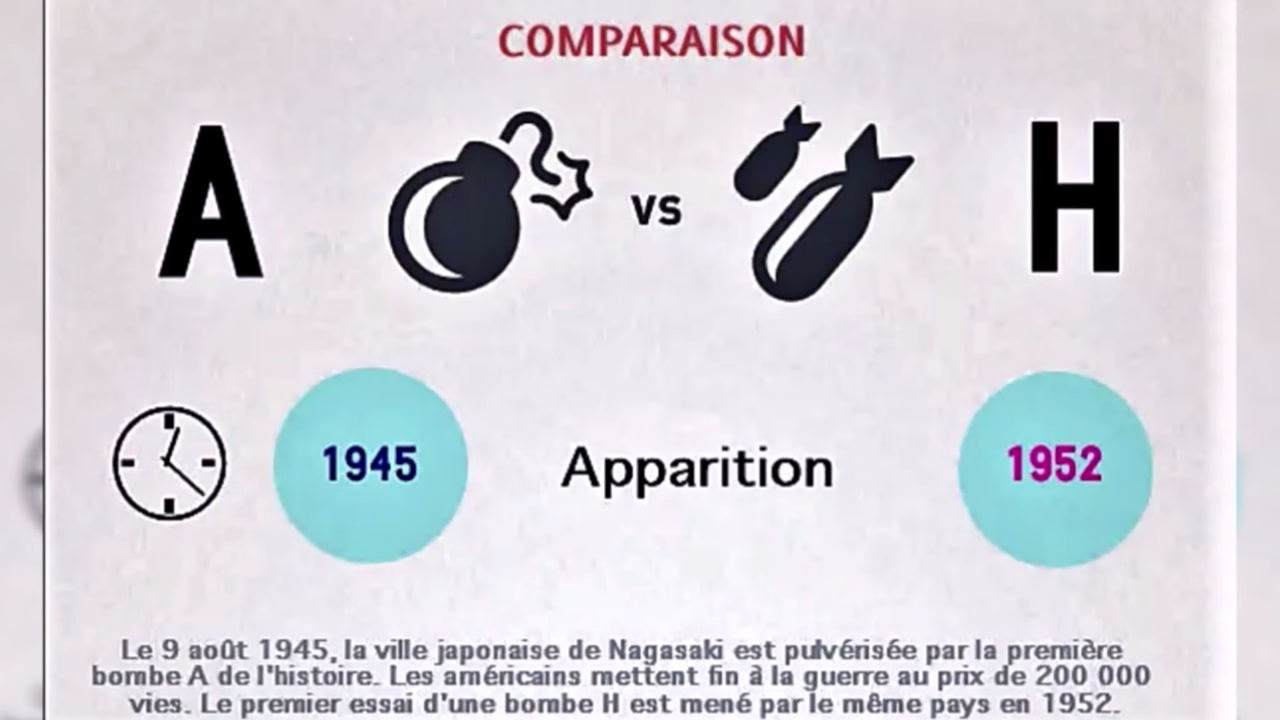 COMPARAISON
A vs H
1945 Apparition 1952
Le 9 août 1945, la ville japonaise de Nagasaki est pulvérisée par la première
bombe A de l'histoire. Les américains mettent fin à la guerre au prix de 200 000
vies. Le premier essai d'une bombe H est mené par le même pays en 1952.